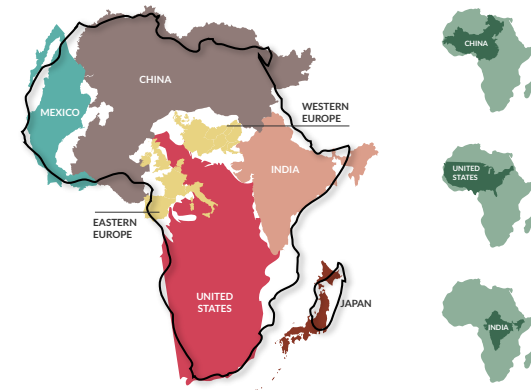 CHINA
MEXICO
WESTERN
EUROPE
INDIA
EASTERN
EUROPE
UNITED
STATES
JAPAN
CHINA
UNITED
STATES
INDIA